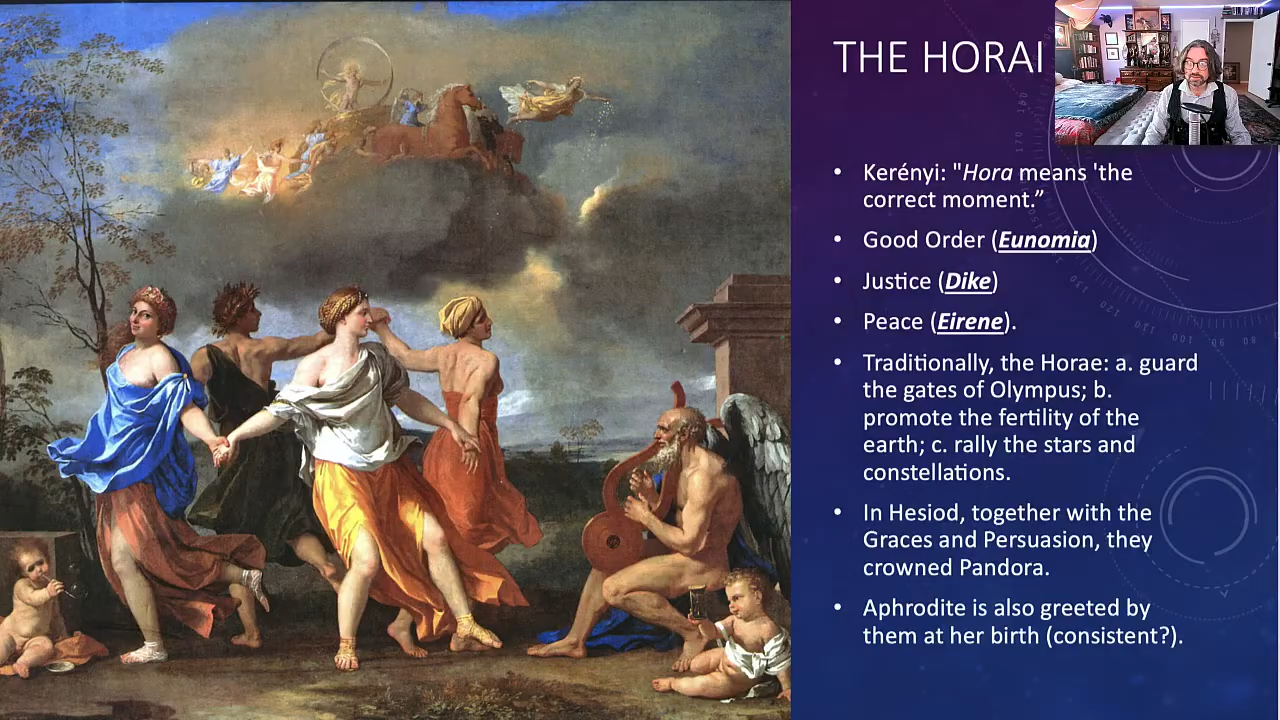 THE HORAI
• Kerényi: "Hora means 'the
correct moment.”
• Good Order (Eunomia)
• Justice (Dike)
• Peace (Eirene).
• Traditionally, the Horae: a. guard
the gates of Olympus; b.
promote the fertility of the
earth; c. rally the stars and
constellations.
• In Hesiod, together with the
Graces and Persuasion, they
crowned Pandora.
• Aphrodite is also greeted by
them at her birth (consistent?).